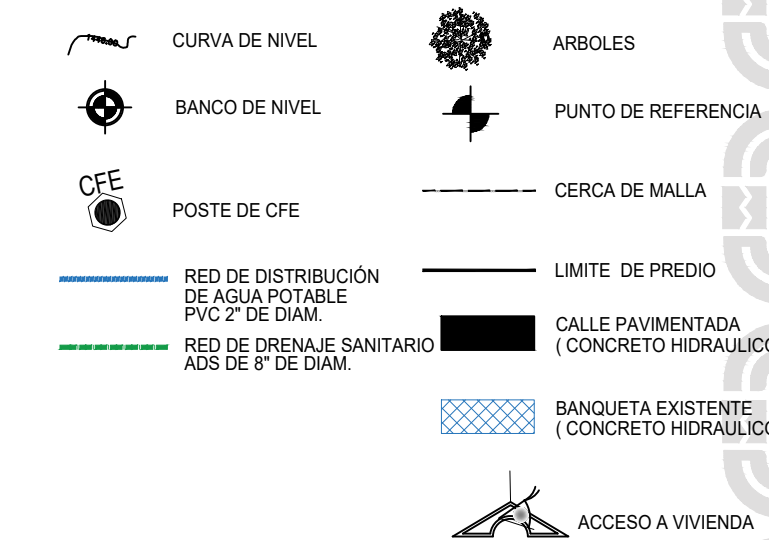 CURVA DE NIVEL
BANCO DE NIVEL
CFE
POSTE DE CFE
RED DE DISTRIBUCIÓN
DE AGUA POTABLE
PVC 2" DE DIAM.
RED DE DRENAJE SANITARIO
ADS DE 8" DE DIAM.
ARBOLES
PUNTO DE REFERENCIA
CERCA DE MALLA
LIMITE DE PREDIO
CALLE PAVIMENTADA
( CONCRETO HIDRAULICO
BANQUETA EXISTENTE
( CONCRETO HIDRAULICO
ACCESO A VIVIENDA